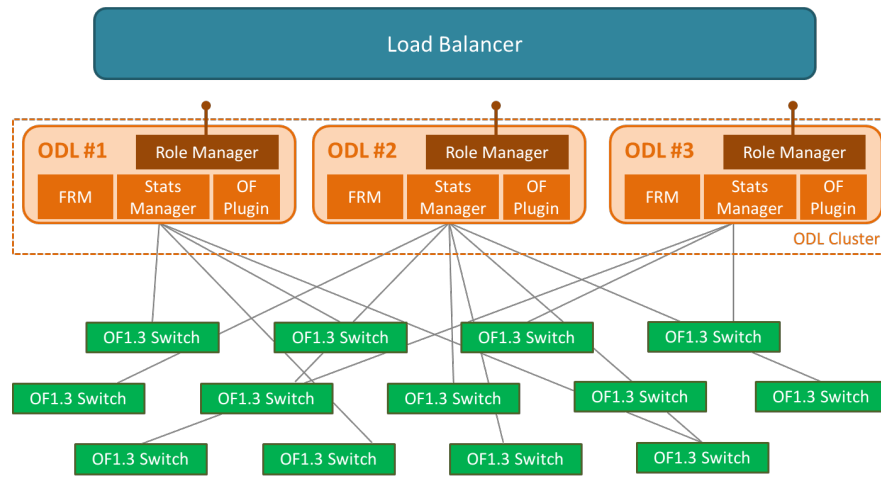 Load Balancer
ODL #1
Role Manager
FRM
Stats
Manager
OF
Plugin
ODL #2
Role Manager
FRM
Stats
Manager
OF
Plugin
ODL #3
Role Manager
FRM
Stats
Manager
OF
Plugin
ODL Cluster
OF1.3 Switch
OF1.3 Switch
OF1.3 Switch
OF1.3 Switch
OF1.3 Switch
OF1.3 Switch
OF1.3 Switch
OF1.3 Switch
OF1.3 Switch
OF1.3 Switch
OF1.3 Switch
OF1.3 Switch
OF1.3 Switch